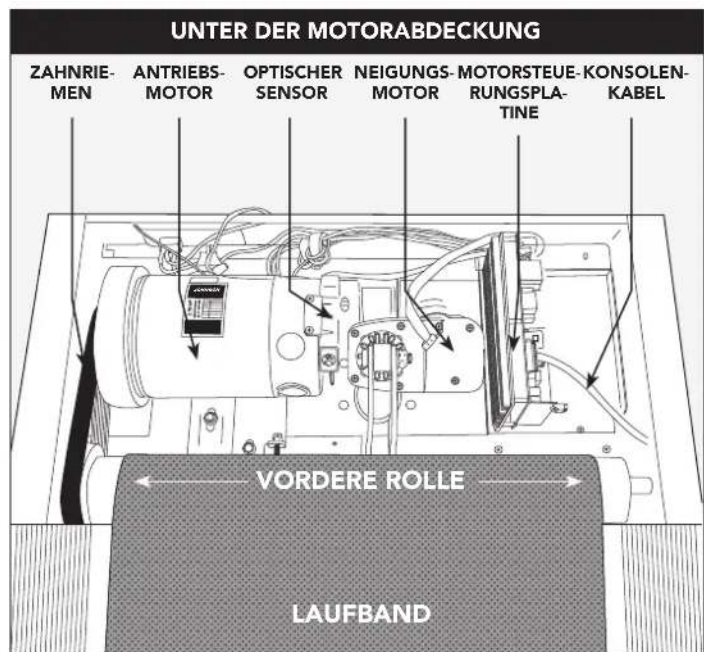 UNTER DER MOTORABDECKUNG
ZAHNRIE-
MEN
ANTRIEBS-
MOTOR
OPTISCHER
SENSOR
NEIGUNGS-
MOTOR
MOTORSTEUE-
RUNGSPLA-
TINE
KONSOLEN-
KABEL
JOHNSON
VORDERE ROLLE
LAUFBAND